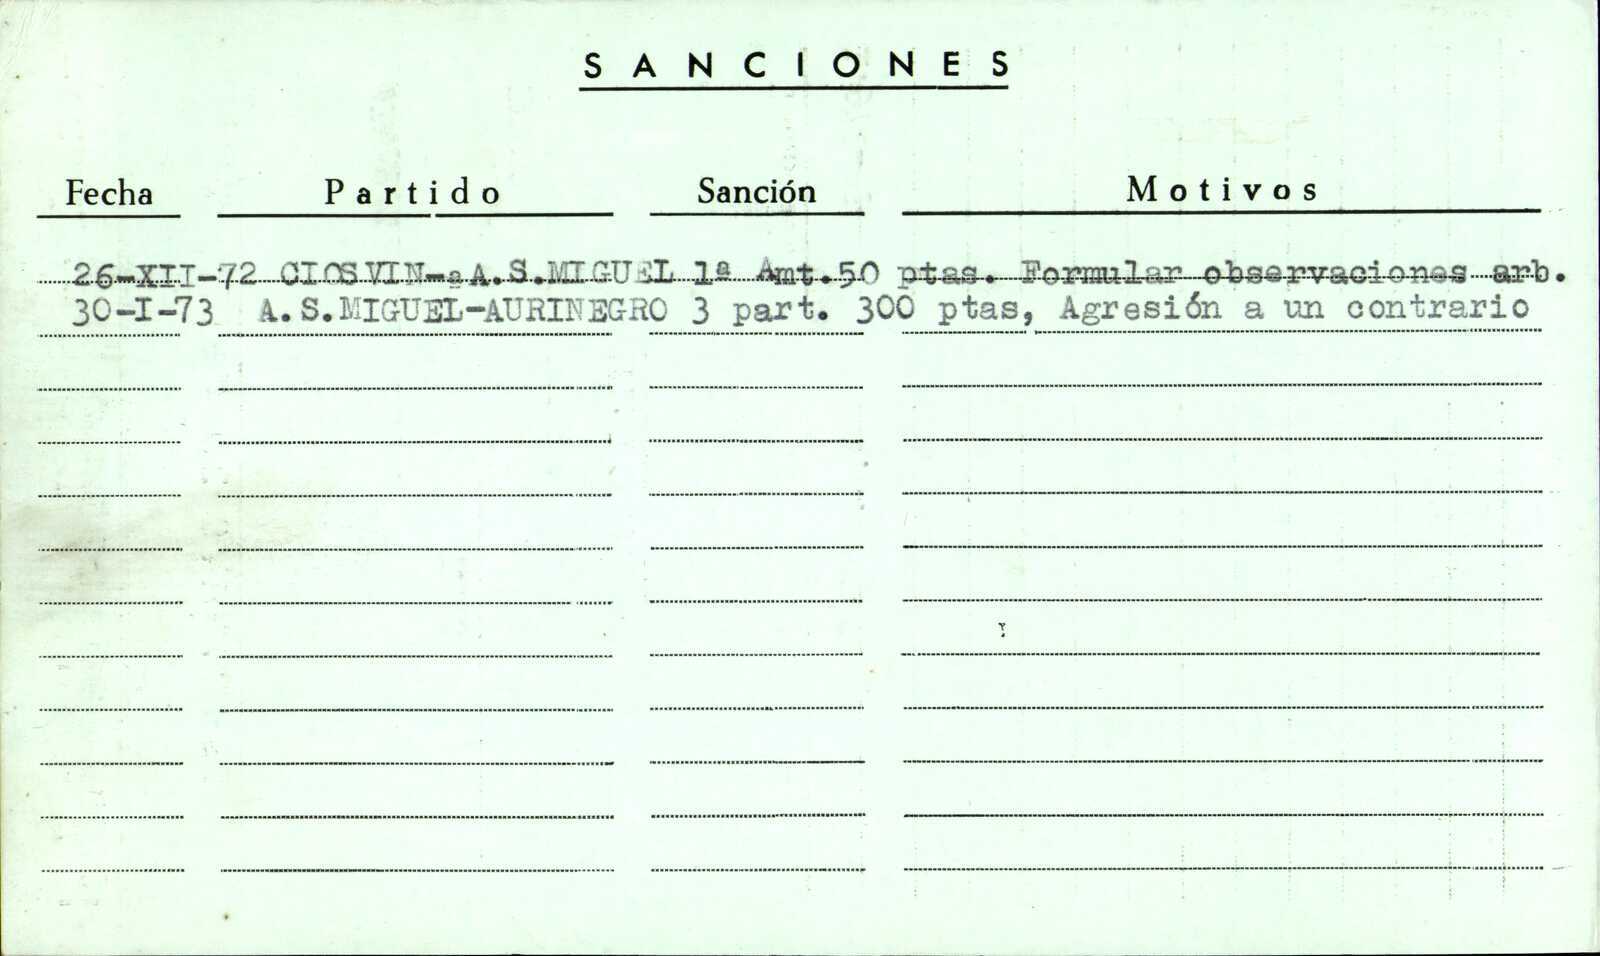 SANCIONES
Fecha Partido Sanción Motivos
26-XII-72 CIOSVIN-a A.S.MIGUEL 1ª Amt.50 ptas. Formular observaciones arb.
30-I-73 A.S.MIGUEL-AURINEGRO 3 part. 300 ptas, Agresión a un contrario